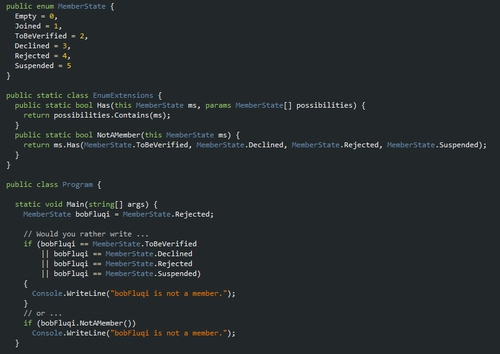 public enum MemberState {
Empty = 0,
Joined = 1,
ToBeVerified = 2,
Declined = 3,
Rejected = 4,
Suspended = 5
}
public static class EnumExtensions {
public static bool Has(this MemberState ms, params MemberState[] possibilities) {
return possibilities.Contains(ms);
}
public static bool NotAMember(this MemberState ms) {
return ms.Has(MemberState.ToBeVerified, MemberState.Declined, MemberState.Rejected, MemberState.Suspended);
}
}
public class Program {
static void Main(string[] args) {
MemberState bobFluqi = MemberState.Rejected;
// Would you rather write ...
if (bobFluqi == MemberState.ToBeVerified
|| bobFluqi == MemberState.Declined
|| bobFluqi == MemberState.Rejected
|| bobFluqi == MemberState.Suspended)
{
Console.WriteLine("bobFluqi is not a member.");
}
// or ...
if (bobFluqi.NotAMember())
Console.WriteLine("bobFluqi is not a member.");
}